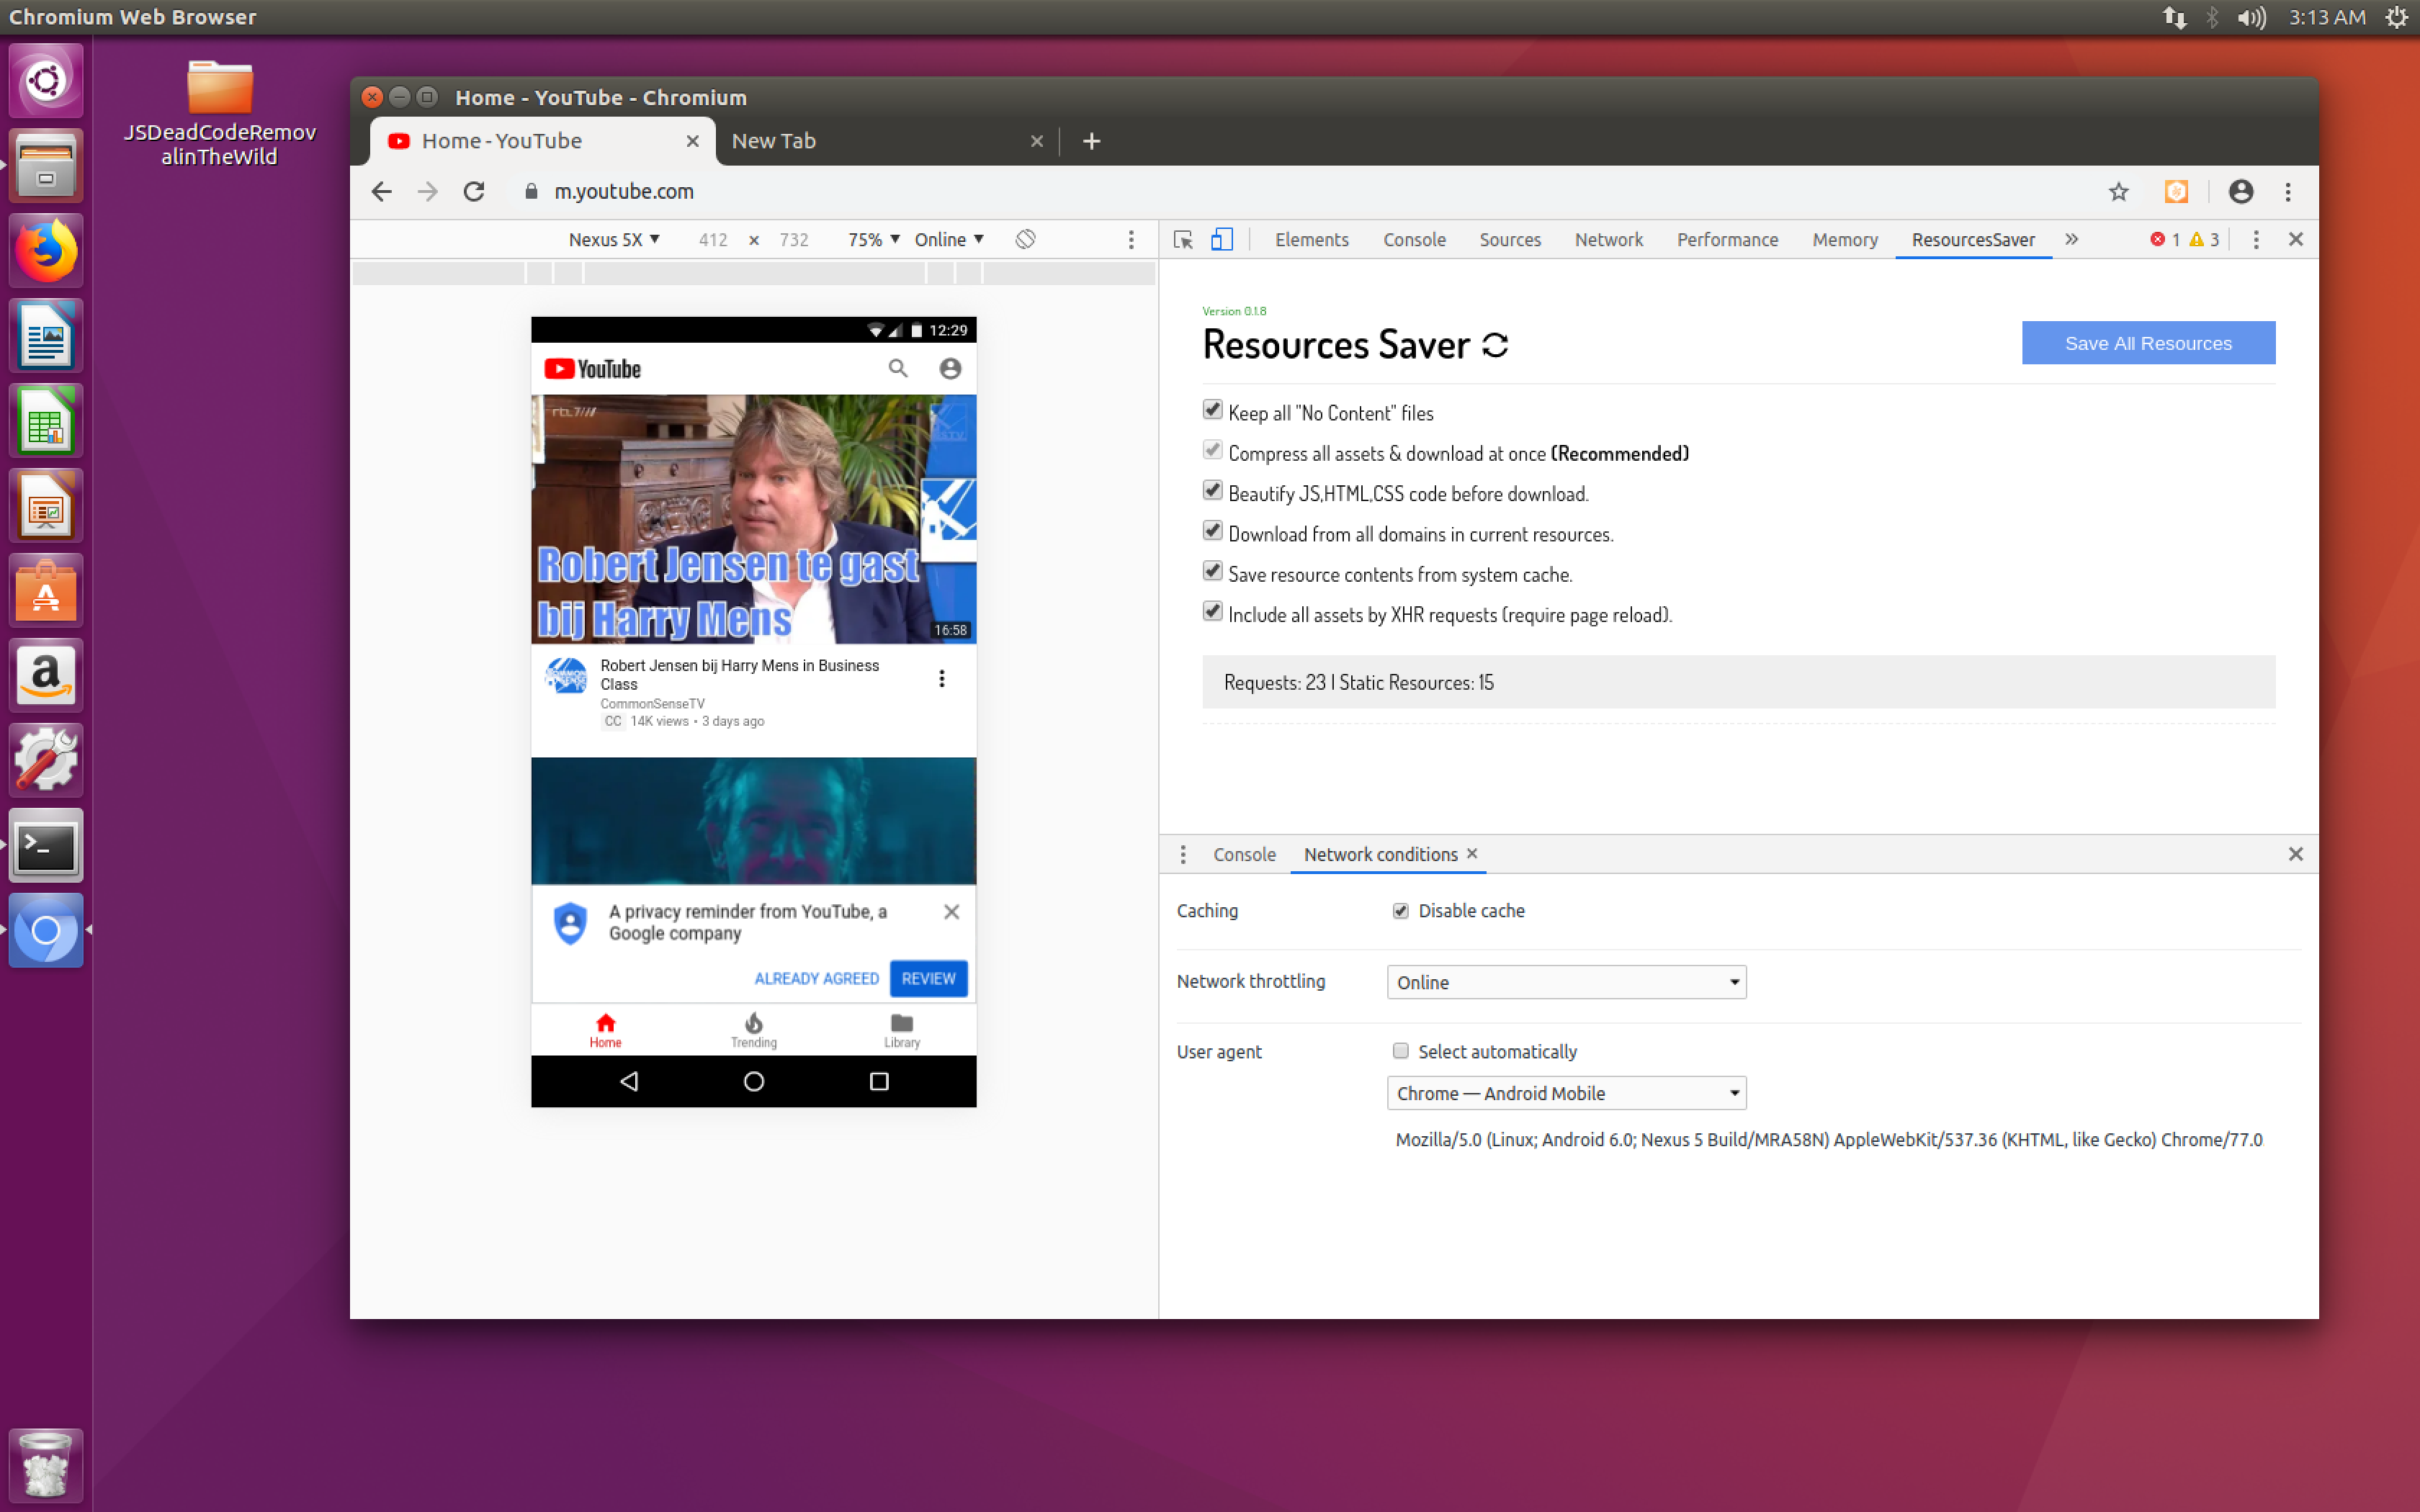 Chromium Web Browser
3:13 AM
JSDeadCodeRemov
alinTheWild
Home - YouTube - Chromium
Home - YouTube
New Tab
m.youtube.com
Nexus 5X ▼ 412 × 732 75% ▼ Online ▼
Elements Console Sources Network Performance Memory ResourcesSaver » 1 3
12:29
YouTube
Robert Jensen te gast
bij Harry Mens
16:58
Robert Jensen bij Harry Mens in Business
Class
CommonSenseTV
CC 14K views • 3 days ago
A privacy reminder from YouTube, a
Google company
ALREADY AGREED REVIEW
Home Trending Library
Version 0.1.8
Resources Saver
Save All Resources
Keep all "No Content" files
Compress all assets & download at once (Recommended)
Beautify JS,HTML,CSS code before download.
Download from all domains in current resources.
Save resource contents from system cache.
Include all assets by XHR requests (require page reload).
Requests: 23 | Static Resources: 15
Console Network conditions ×
Caching Disable cache
Network throttling Online
User agent Select automatically
Chrome — Android Mobile
Mozilla/5.0 (Linux; Android 6.0; Nexus 5 Build/MRA58N) AppleWebKit/537.36 (KHTML, like Gecko) Chrome/77.0